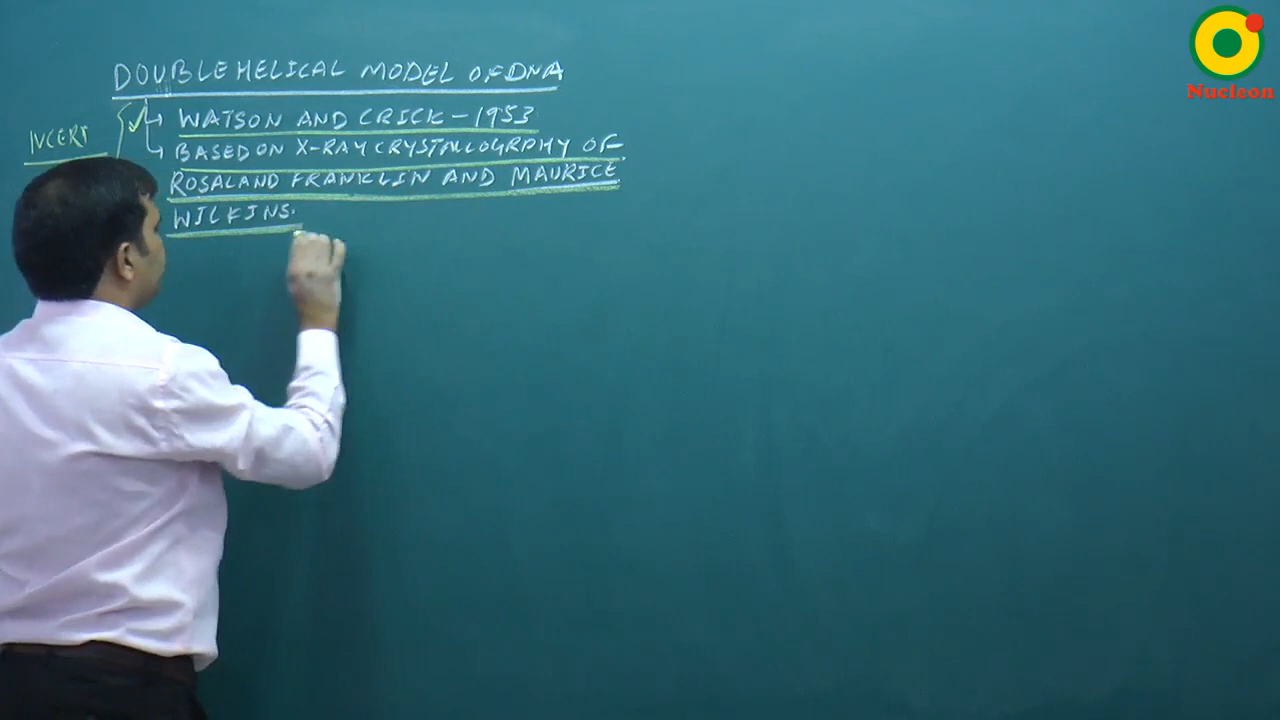 DOUBLE HELICAL MODEL OF DNA
WATSON AND CRICK - 1953
NCERT
BASED ON X-RAY CRYSTALLOGRPHY OF
ROSALAND FRANKLIN AND MAURICE
WILKINS.
Nucleon